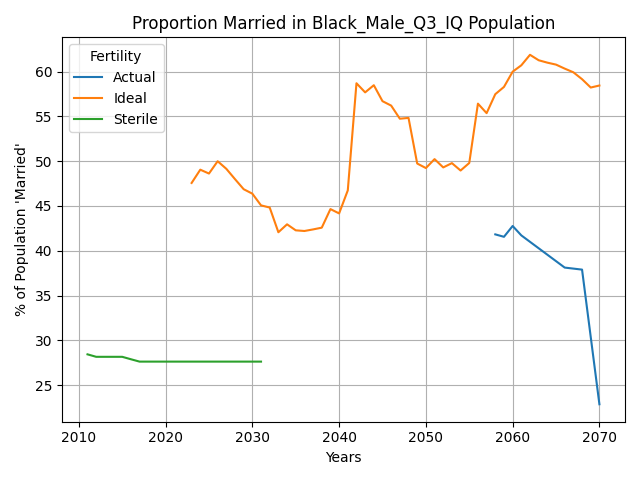 Proportion Married in Black_Male_Q3_IQ Population
Fertility
Actual
Ideal
Sterile
% of Population 'Married'
60
55
50
45
40
35
30
25
2010 2020 2030 2040 2050 2060 2070
Years